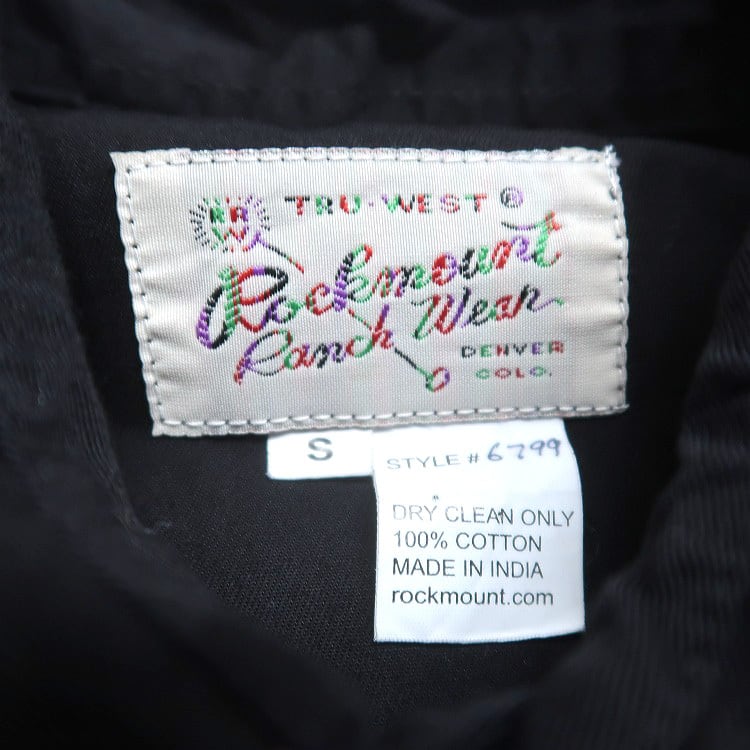 RR
W
TRU-WEST ®
Rockmount
Ranch Wear
DENVER
COLO.
S
STYLE # 6799
DRY CLEAN ONLY
100% COTTON
MADE IN INDIA
rockmount.com